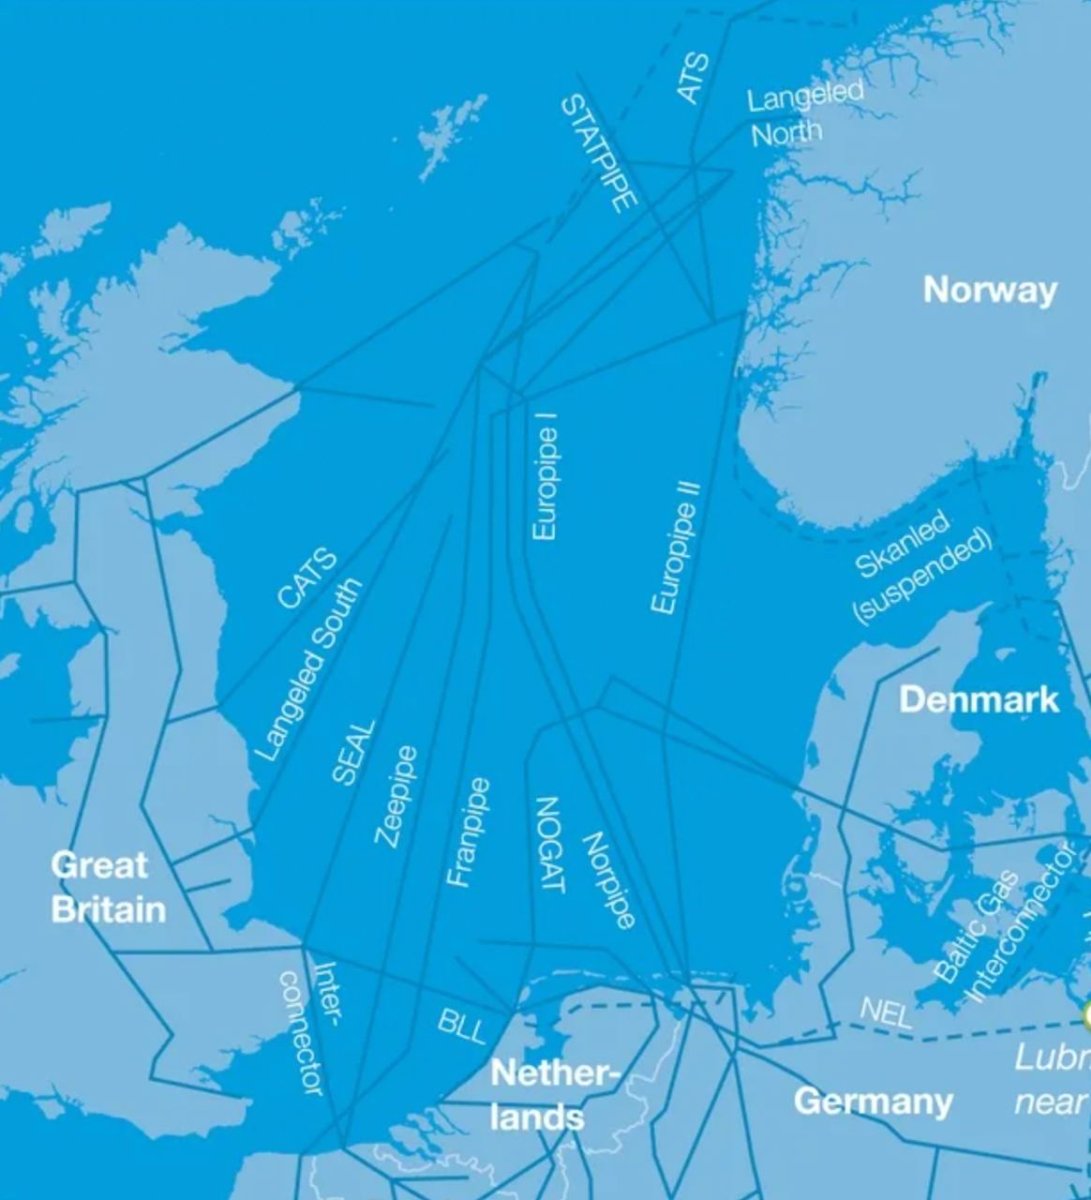 ATS
Langeled
North
STATPIPE
Norway
Europipe I
Europipe II
Skanled
(suspended)
CATS
Langeled South
Denmark
SEAL
Zeepipe
Franpipe
NOGAT
Norpipe
Great
Britain
Baltic Gas
Interconnector
Inter-
connector
BLL
NEL
Nether-
lands
Germany
near